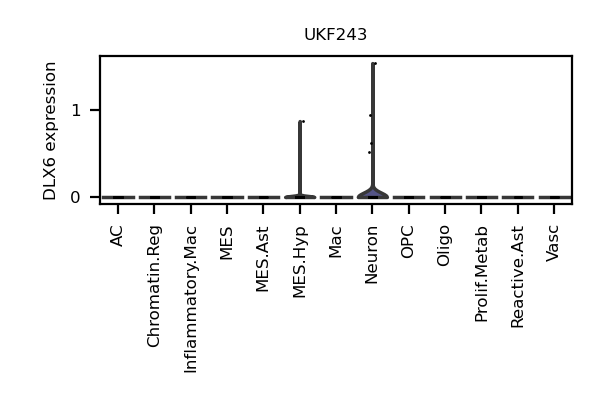 UKF243
DLX6 expression
1
0
AC
Chromatin.Reg
Inflammatory.Mac
MES
MES.Ast
MES.Hyp
Mac
Neuron
OPC
Oligo
Prolif.Metab
Reactive.Ast
Vasc